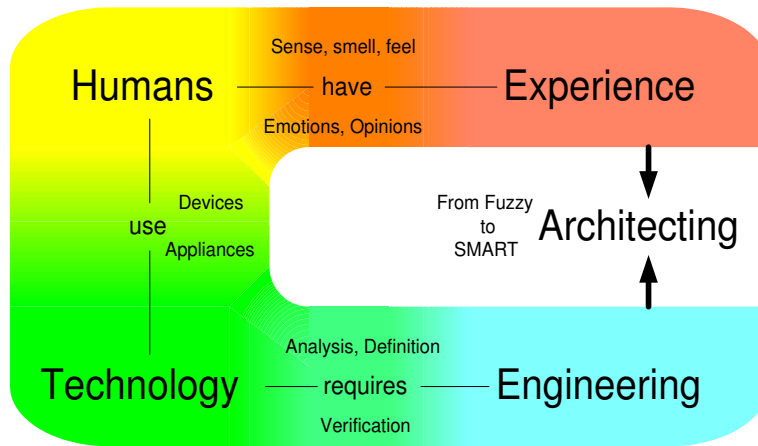 Sense, smell, feel
Humans have Experience
Emotions, Opinions
Devices
use
Appliances
From Fuzzy
to
SMART
Architecting
Analysis, Definition
Technology requires Engineering
Verification